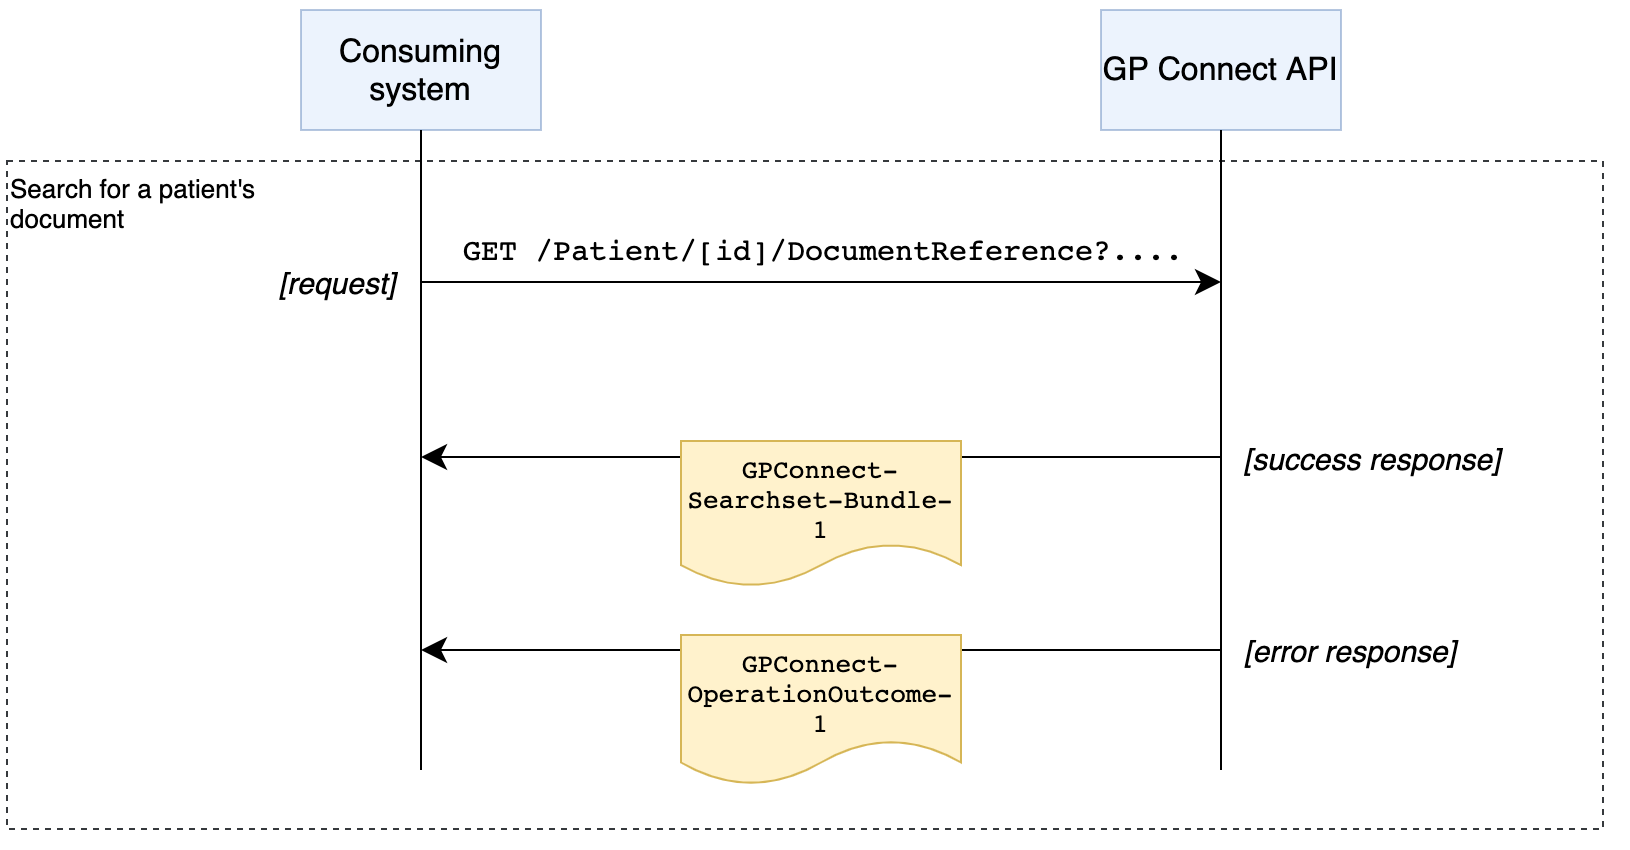 Consuming
system
GP Connect API
Search for a patient's
document
GET /Patient/[id]/DocumentReference?....
[request]
GPConnect-
Searchset-Bundle-
1
[success response]
GPConnect-
OperationOutcome-
1
[error response]